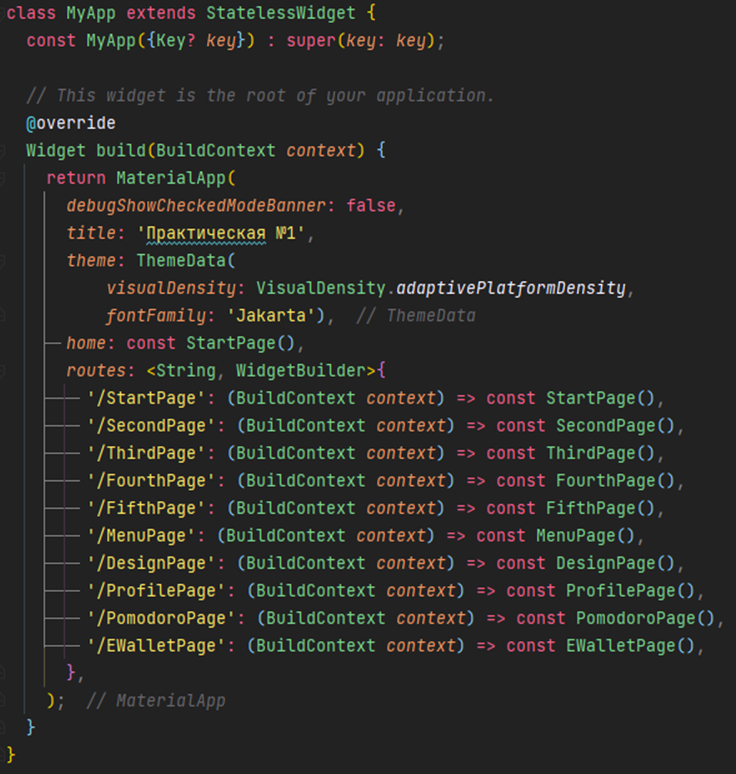 class MyApp extends StatelessWidget {
  const MyApp({Key? key}) : super(key: key);

  // This widget is the root of your application.
  @override
  Widget build(BuildContext context) {
    return MaterialApp(
      debugShowCheckedModeBanner: false,
      title: 'Практическая №1',
      theme: ThemeData(
          visualDensity: VisualDensity.adaptivePlatformDensity,
          fontFamily: 'Jakarta'),  // ThemeData
      home: const StartPage(),
      routes: <String, WidgetBuilder>{
        '/StartPage': (BuildContext context) => const StartPage(),
        '/SecondPage': (BuildContext context) => const SecondPage(),
        '/ThirdPage': (BuildContext context) => const ThirdPage(),
        '/FourthPage': (BuildContext context) => const FourthPage(),
        '/FifthPage': (BuildContext context) => const FifthPage(),
        '/MenuPage': (BuildContext context) => const MenuPage(),
        '/DesignPage': (BuildContext context) => const DesignPage(),
        '/ProfilePage': (BuildContext context) => const ProfilePage(),
        '/PomodoroPage': (BuildContext context) => const PomodoroPage(),
        '/EWalletPage': (BuildContext context) => const EWalletPage(),
      },
    );  // MaterialApp
  }
}